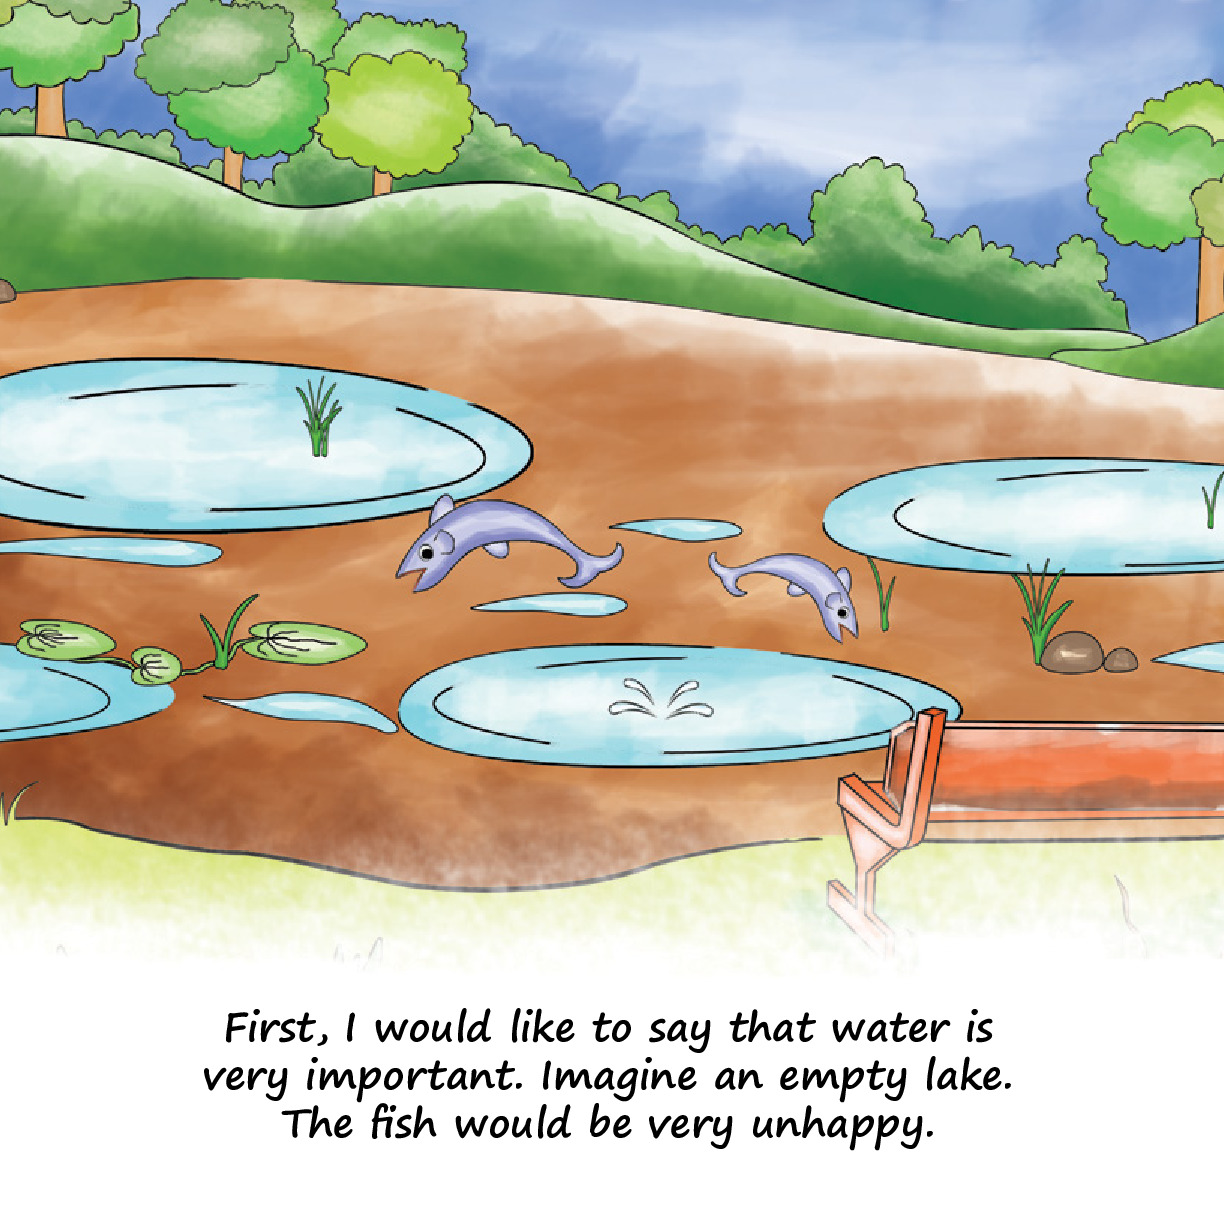 First, I would like to say that water is
very important. Imagine an empty lake.
The fish would be very unhappy.